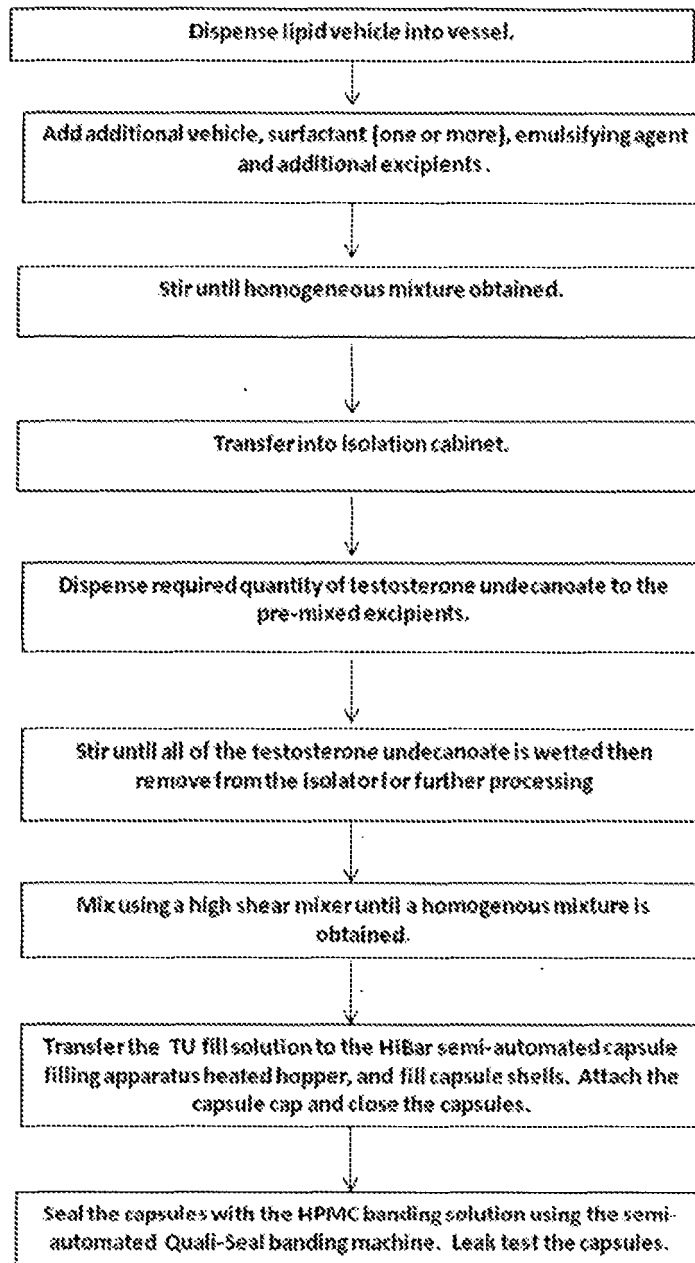 Dispense lipid vehicle into vessel.
Add additional vehicle, surfactant (one or more), emulsifying agent
and additional excipients.
Stir until homogeneous mixture obtained.
Transfer into isolation cabinet.
Dispense required quantity of testosterone undecanoate to the
pre-mixed excipients.
Stir until all of the testosterone undecanoate is wetted then
remove from the isolator for further processing
Mix using a high shear mixer until a homogenous mixture is
obtained.
Transfer the TU fill solution to the HiBar semi-automated capsule
filling apparatus heated hopper, and fill capsule shells. Attach the
capsule cap and close the capsules.
Seal the capsules with the HPMC banding solution using the semi-
automated Quali-Seal banding machine. Leak test the capsules.